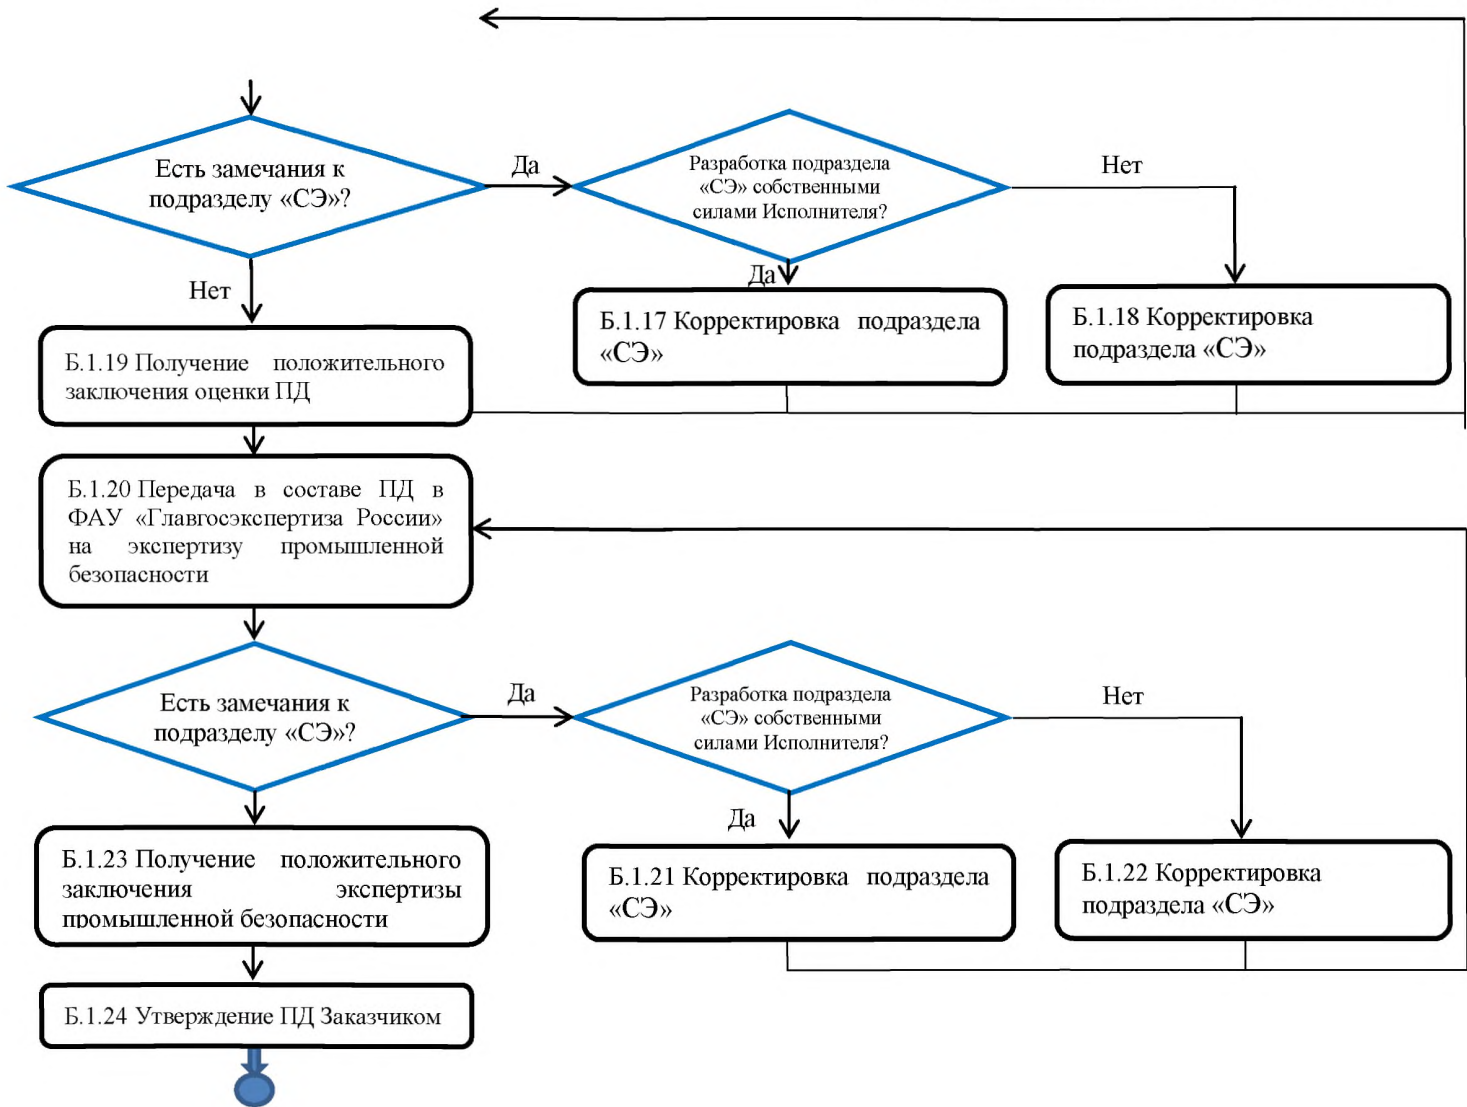 Есть замечания к
подразделу «СЭ»?
Да
Разработка подраздела
«СЭ» собственными
силами Исполнителя?
Нет
Нет
Да
Б.1.19 Получение положительного
заключения оценки ПД
Б.1.17 Корректировка подраздела
«СЭ»
Б.1.18 Корректировка
подраздела «СЭ»
Б.1.20 Передача в составе ПД в
ФАУ «Главгосэкспертиза России»
на экспертизу промышленной
безопасности
Есть замечания к
подразделу «СЭ»?
Да
Разработка подраздела
«СЭ» собственными
силами Исполнителя?
Нет
Да
Б.1.23 Получение положительного
заключения экспертизы
промышленной безопасности
Б.1.21 Корректировка подраздела
«СЭ»
Б.1.22 Корректировка
подраздела «СЭ»
Б.1.24 Утверждение ПД Заказчиком